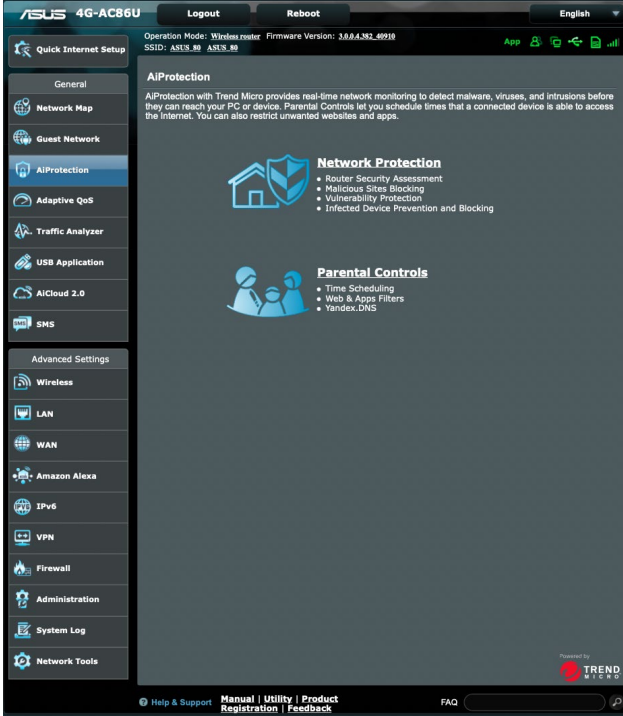 ASUS 4G-AC86U Logout Reboot English
Operation Mode: Wireless router Firmware Version: 3.0.0.4.382_40910
SSID: ASUS_80 ASUS_80
App
Quick Internet Setup
General
Network Map
Guest Network
AiProtection
Adaptive QoS
Traffic Analyzer
USB Application
AiCloud 2.0
SMS SMS
Advanced Settings
Wireless
LAN
WAN
Amazon Alexa
IPv6 IPv6
VPN
Firewall
Administration
System Log
Network Tools
AiProtection
AiProtection with Trend Micro provides real-time network monitoring to detect malware, viruses, and intrusions before
they can reach your PC or device. Parental Controls let you schedule times that a connected device is able to access
the Internet. You can also restrict unwanted websites and apps.
Network Protection
• Router Security Assessment
• Malicious Sites Blocking
• Vulnerability Protection
• Infected Device Prevention and Blocking
Parental Controls
• Time Scheduling
• Web & Apps Filters
• Yandex.DNS
Powered by
TREND
MICRO
Help & Support Manual | Utility | Product
Registration | Feedback
FAQ